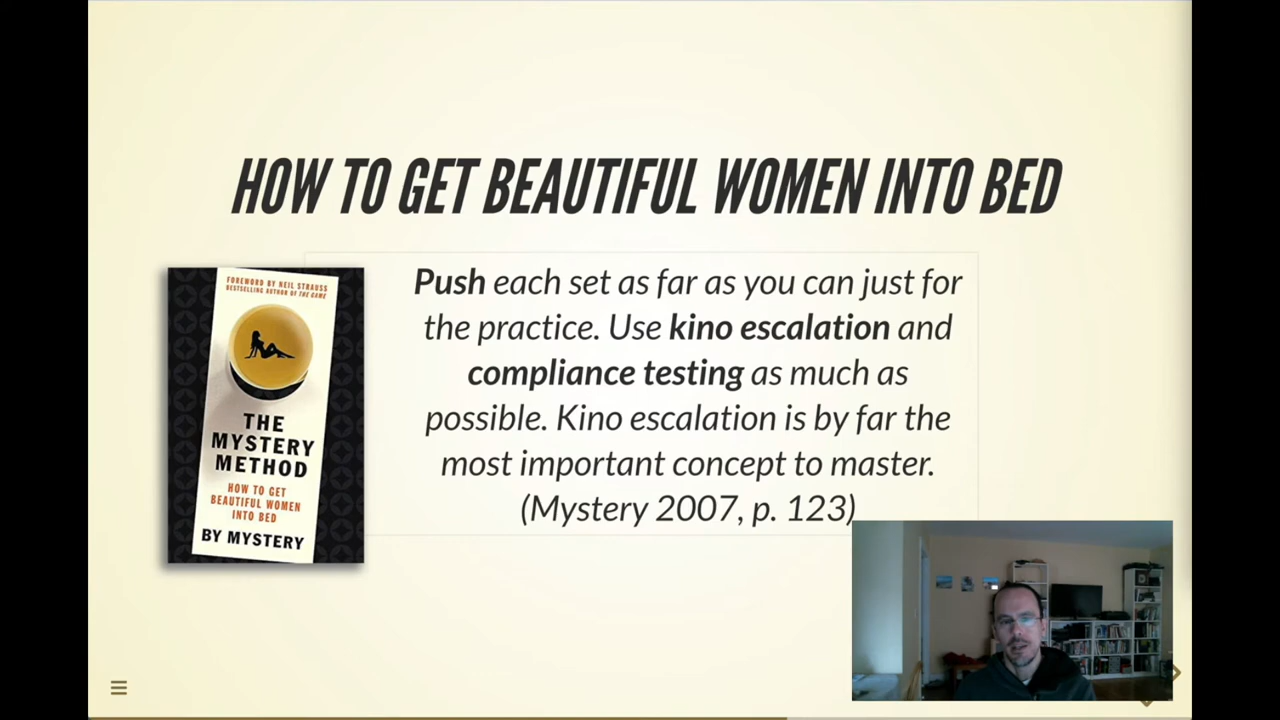 HOW TO GET BEAUTIFUL WOMEN INTO BED
Push each set as far as you can just for
the practice. Use kino escalation and
compliance testing as much as
possible. Kino escalation is by far the
most important concept to master.
(Mystery 2007, p. 123)
FOREWORD BY NEIL STRAUSS
BESTSELLING AUTHOR OF THE GAME
THE
MYSTERY
METHOD
HOW TO GET
BEAUTIFUL WOMEN
INTO BED
BY MYSTERY